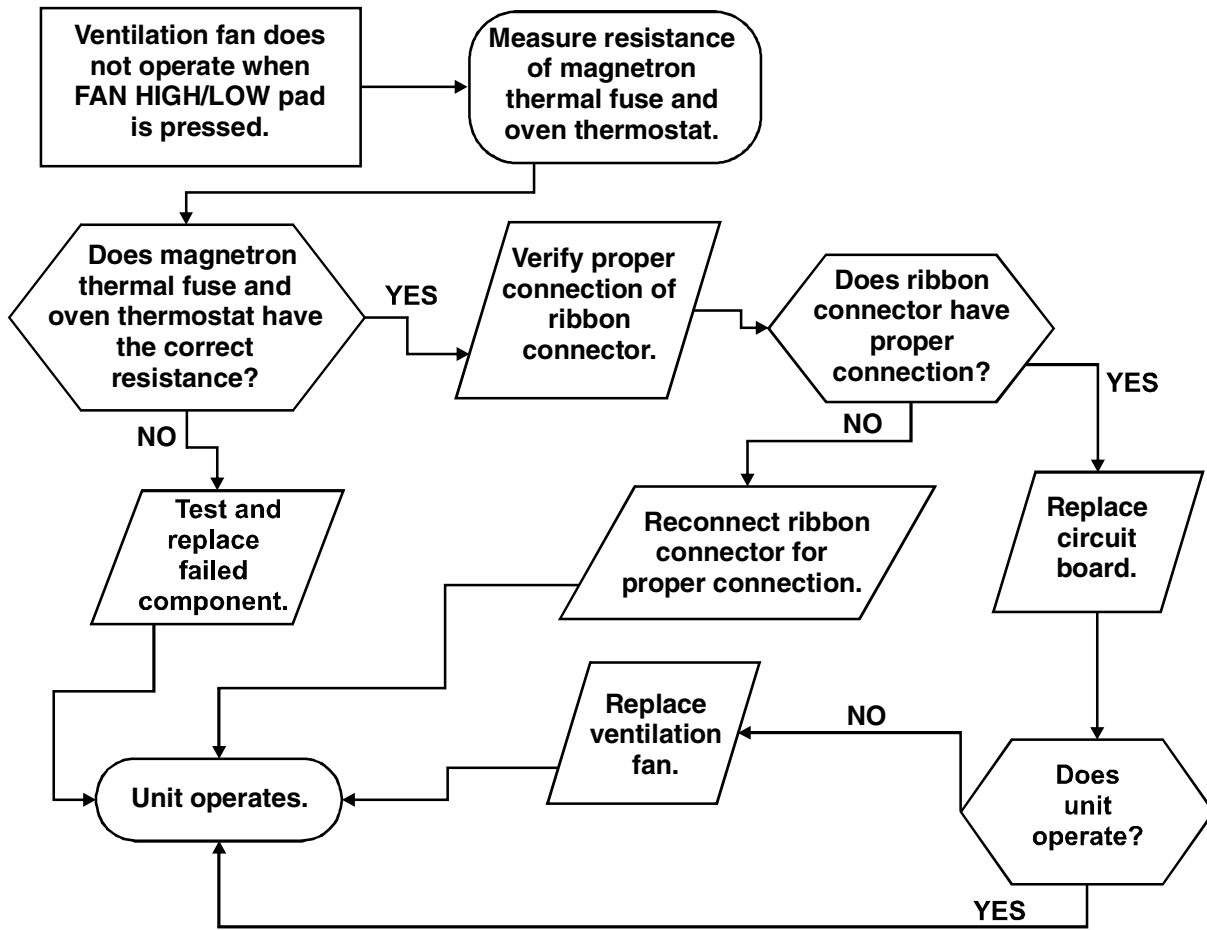 Ventilation fan does
not operate when
FAN HIGH/LOW pad
is pressed.
Measure resistance
of magnetron
thermal fuse and
oven thermostat.
Does magnetron
thermal fuse and
oven thermostat have
the correct
resistance?
YES
Verify proper
connection of
ribbon
connector.
Does ribbon
connector have
proper
connection?
YES
NO
NO
Test and
replace
failed
component.
Reconnect ribbon
connector for
proper connection.
Replace
circuit
board.
Replace
ventilation
fan.
NO
Does
unit
operate?
Unit operates.
YES